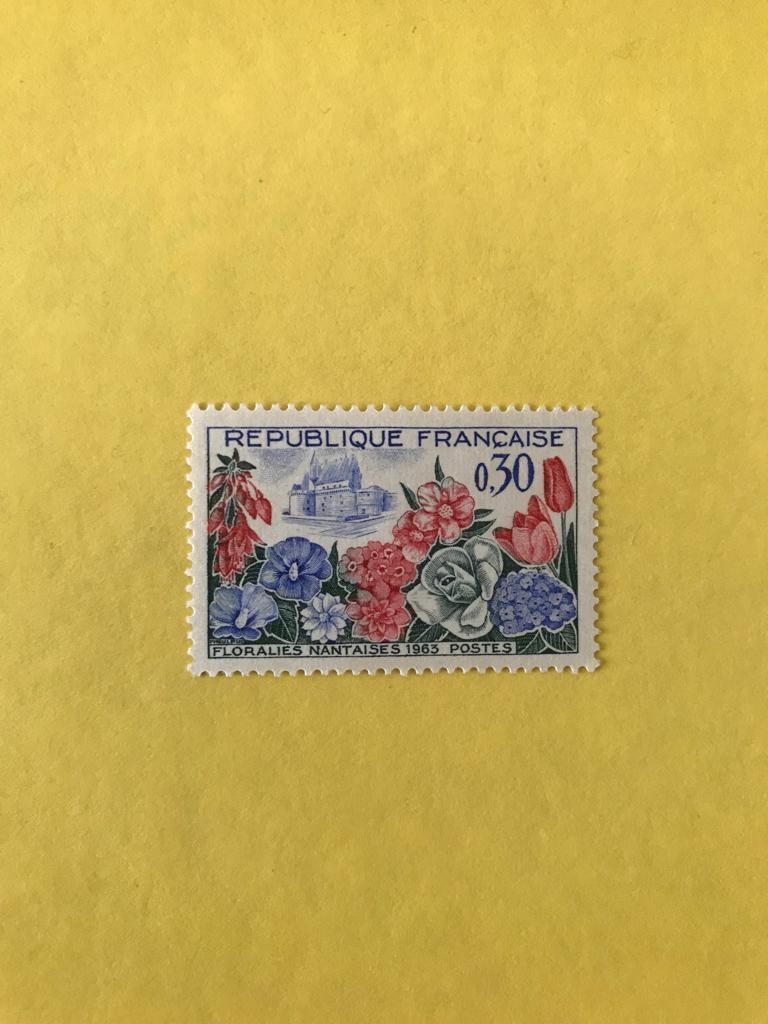 REPUBLIQUE FRANÇAISE
0,30
FLORALIES NANTAISES 1963 POSTES